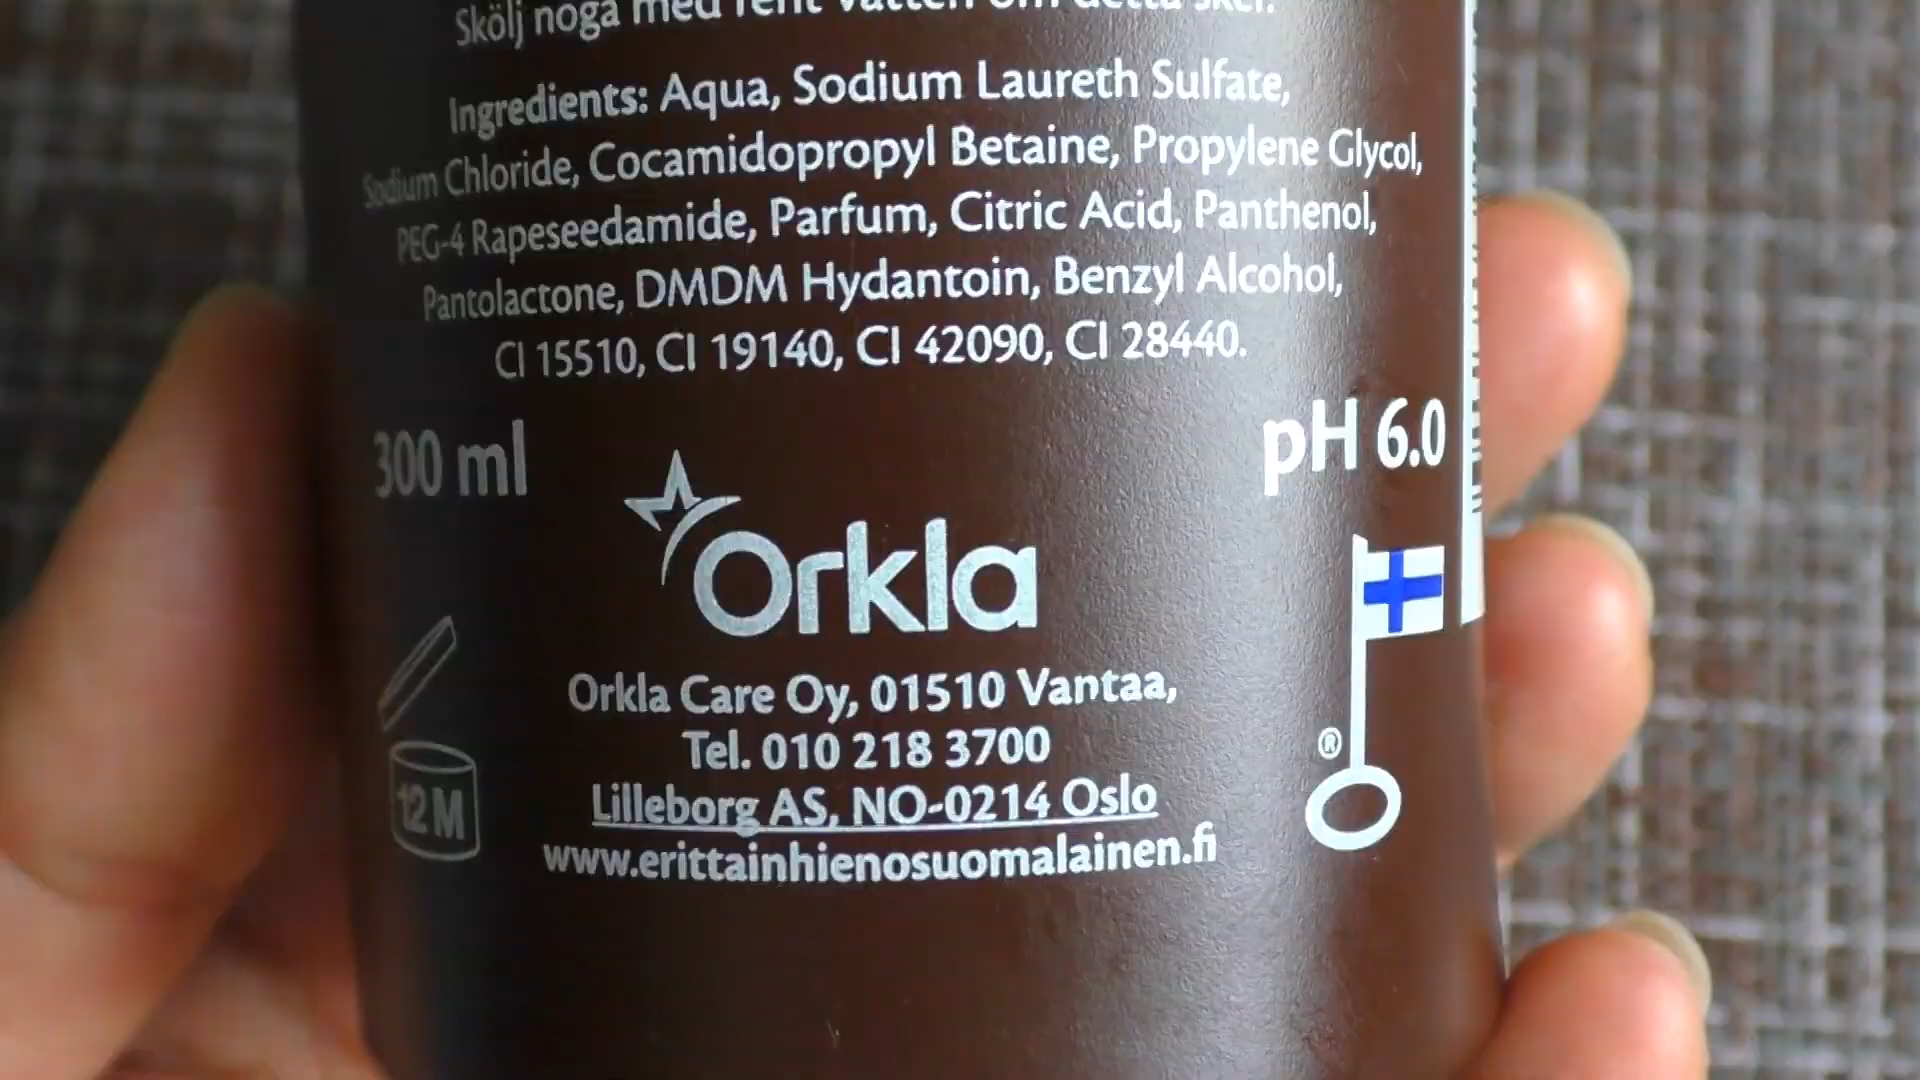 Skölj noga med rent vatten om detta sker.
Ingredients: Aqua, Sodium Laureth Sulfate,
Sodium Chloride, Cocamidopropyl Betaine, Propylene Glycol,
PEG-4 Rapeseedamide, Parfum, Citric Acid, Panthenol,
Pantolactone, DMDM Hydantoin, Benzyl Alcohol,
CI 15510, CI 19140, CI 42090, CI 28440.
300 ml
pH 6.0
Orkla
Orkla Care Oy, 01510 Vantaa,
Tel. 010 218 3700
Lilleborg AS, NO-0214 Oslo
www.erittainhienosuomalainen.fi
12 M
®